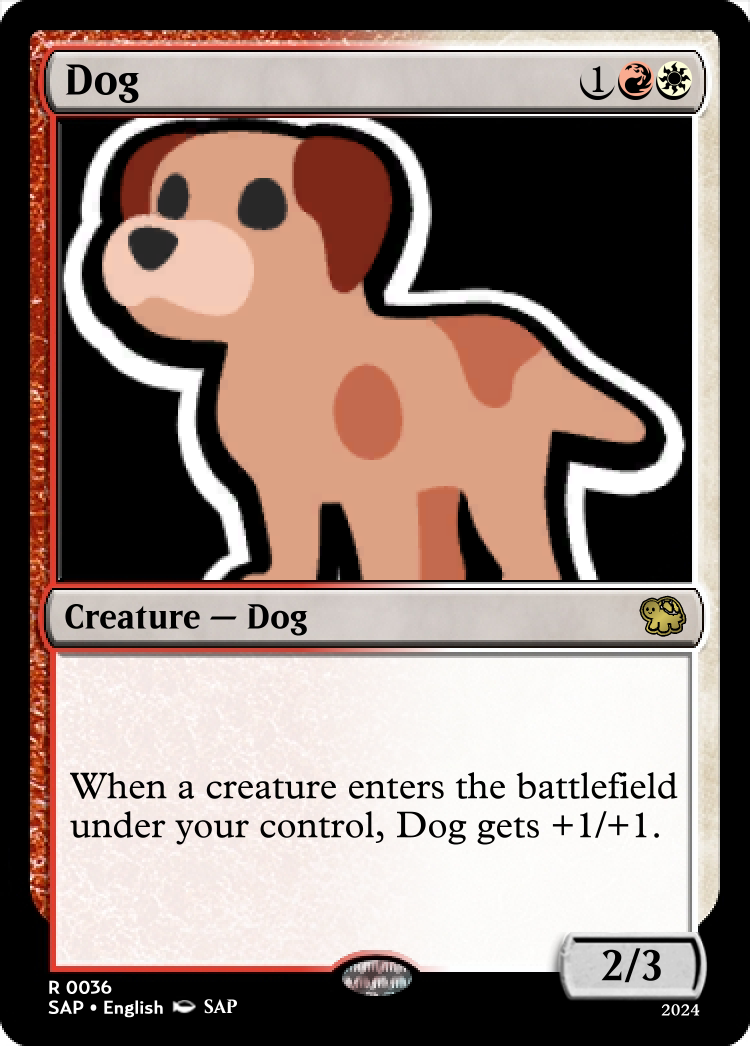 Dog 1
Creature — Dog
When a creature enters the battlefield
under your control, Dog gets +1/+1.
2/3
R 0036
SAP • English SAP
2024